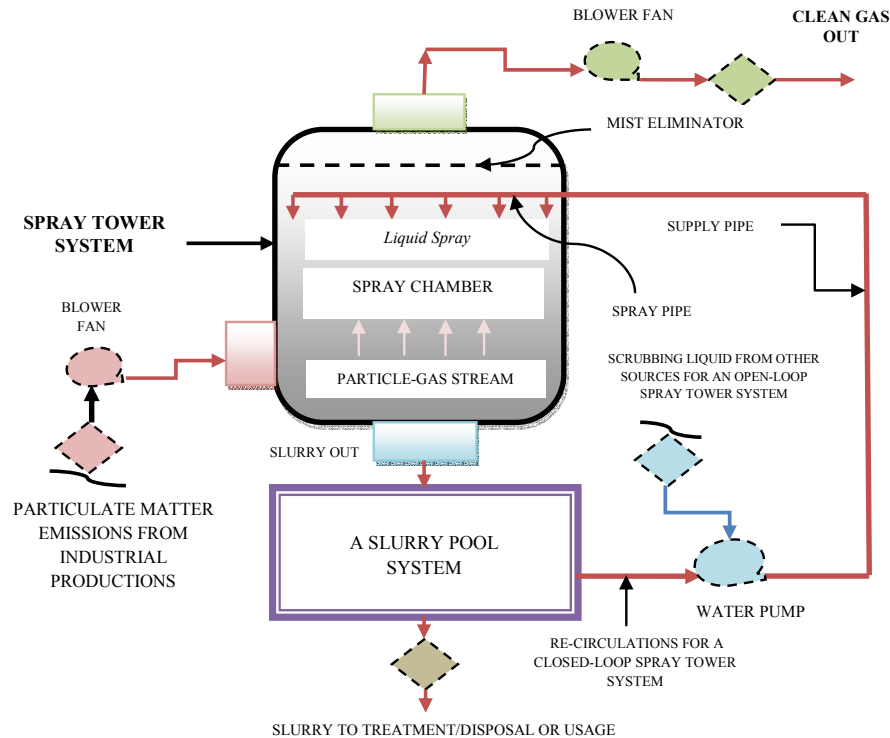 BLOWER FAN
CLEAN GAS
OUT
MIST ELIMINATOR
SPRAY TOWER
SYSTEM
Liquid Spray
SUPPLY PIPE
SPRAY CHAMBER
SPRAY PIPE
BLOWER
FAN
PARTICLE-GAS STREAM
SCRUBBING LIQUID FROM OTHER
SOURCES FOR AN OPEN-LOOP
SPRAY TOWER SYSTEM
SLURRY OUT
PARTICULATE MATTER
EMISSIONS FROM
INDUSTRIAL
PRODUCTIONS
A SLURRY POOL
SYSTEM
WATER PUMP
RE-CIRCULATIONS FOR A
CLOSED-LOOP SPRAY TOWER
SYSTEM
SLURRY TO TREATMENT/DISPOSAL OR USAGE